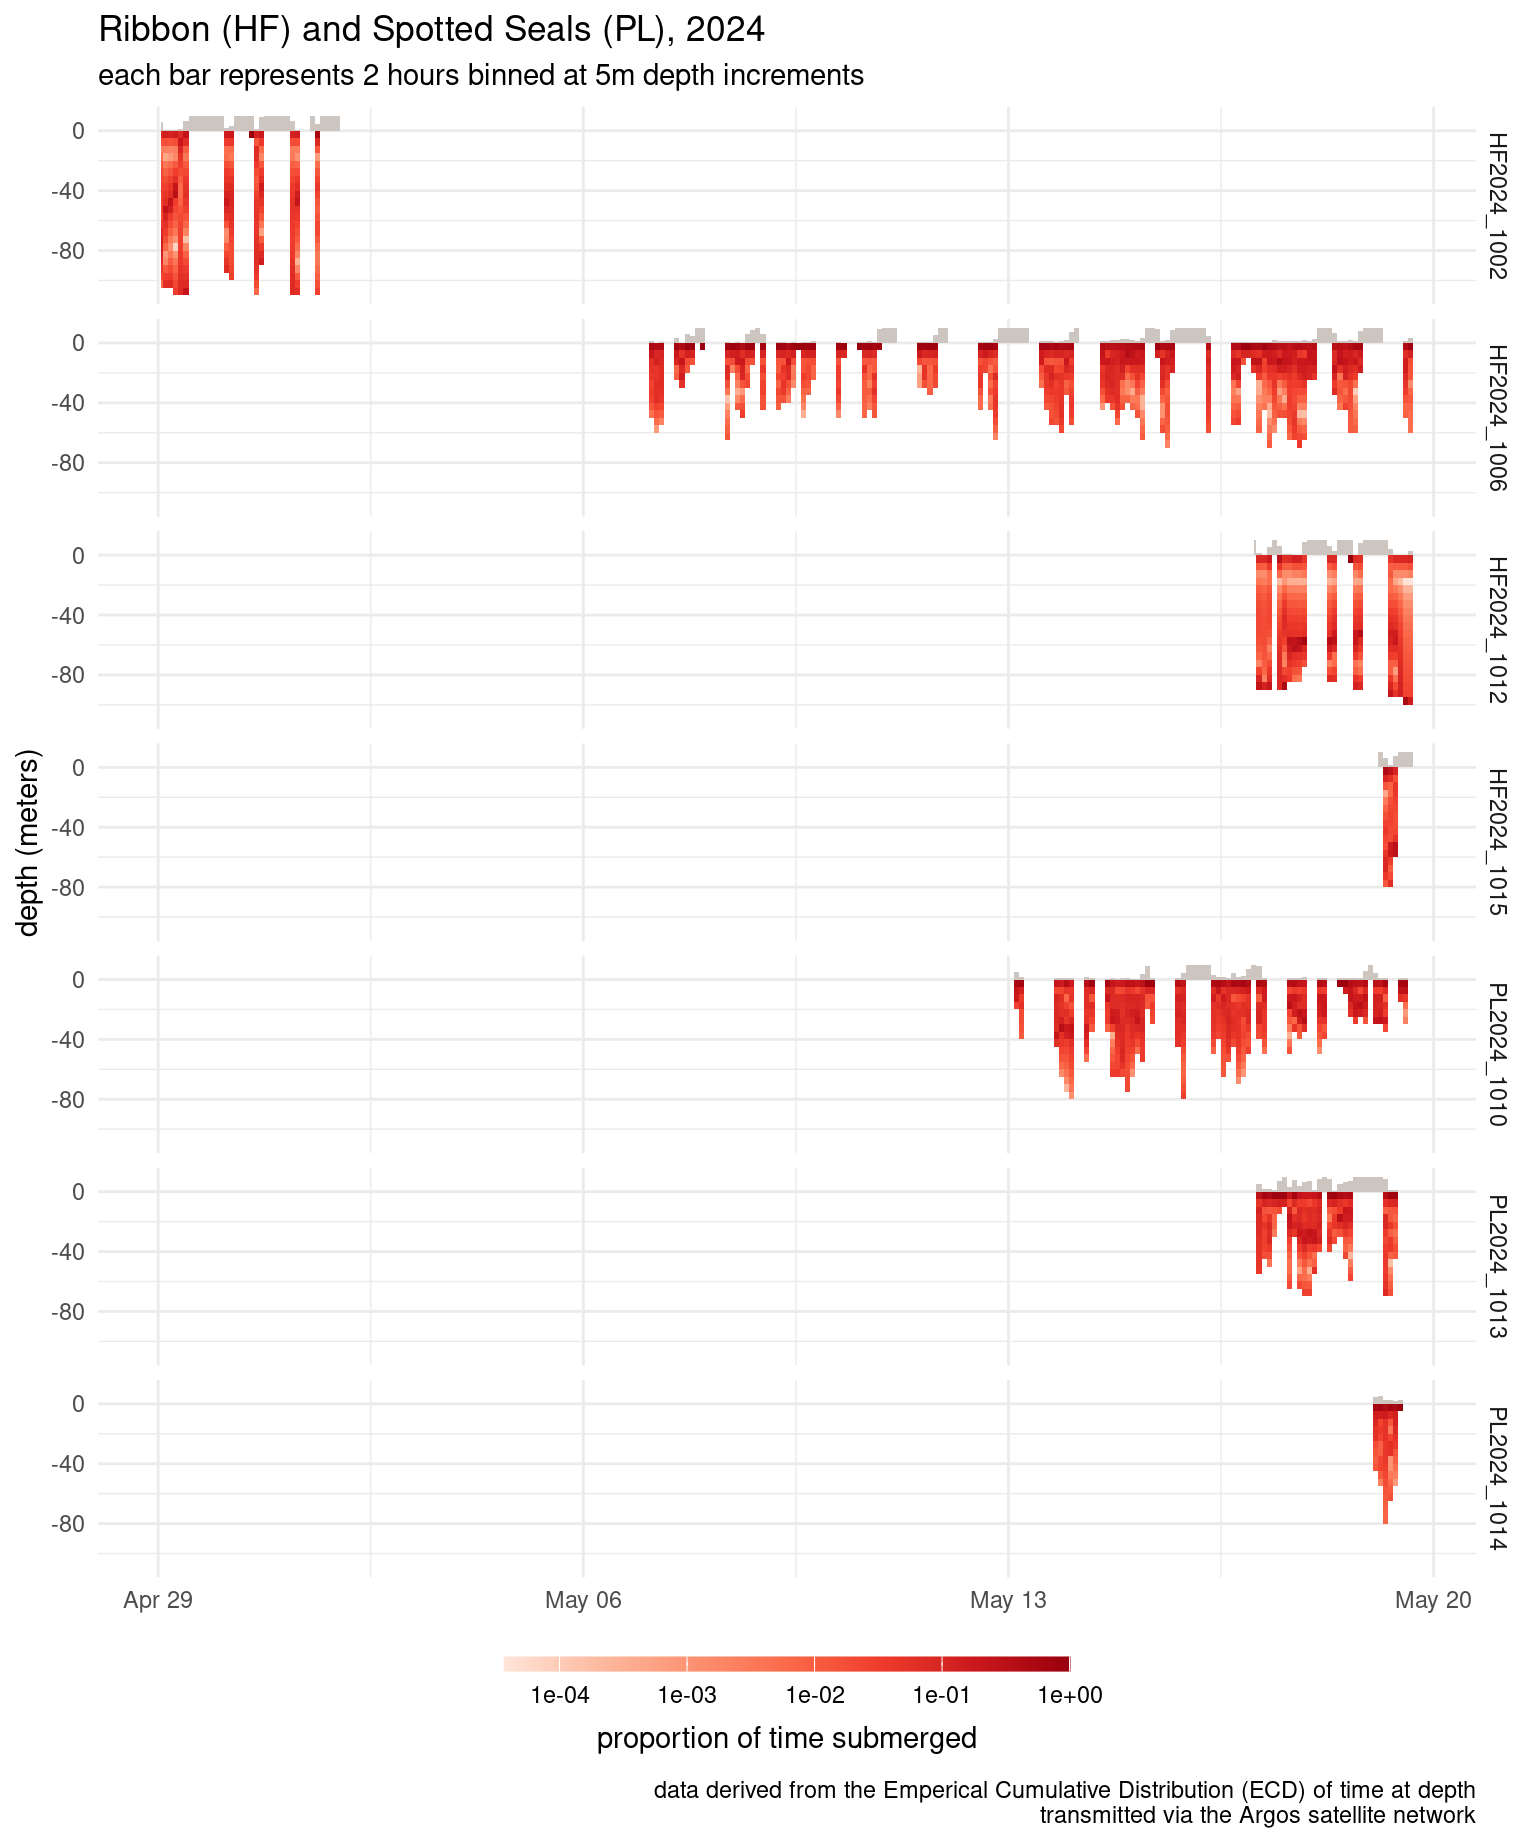 Ribbon (HF) and Spotted Seals (PL), 2024
each bar represents 2 hours binned at 5m depth increments
0
-40
-80
HF2024_1002
0
-40
-80
HF2024_1006
0
-40
-80
HF2024_1012
depth (meters)
0
-40
-80
HF2024_1015
0
-40
-80
PL2024_1010
0
-40
-80
PL2024_1013
0
-40
-80
PL2024_1014
Apr 29 May 06 May 13 May 20
1e-04 1e-03 1e-02 1e-01 1e+00
proportion of time submerged
data derived from the Emperical Cumulative Distribution (ECD) of time at depth
transmitted via the Argos satellite network